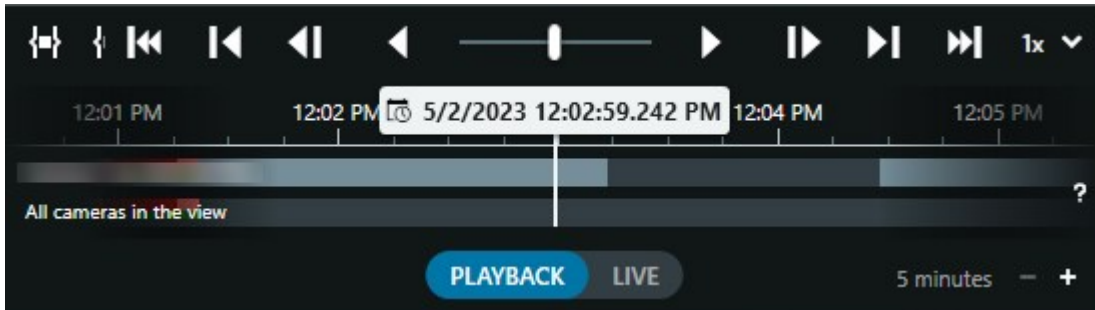 1x
12:01 PM 12:02 PM 5/2/2023 12:02:59.242 PM 12:04 PM 12:05 PM
?
All cameras in the view
PLAYBACK LIVE 5 minutes - +